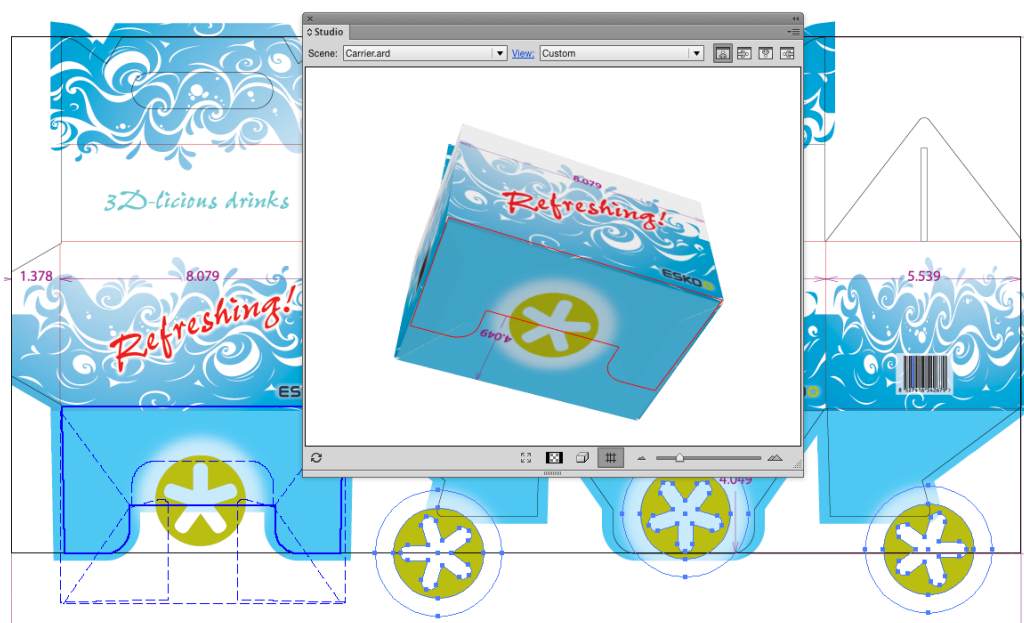 Studio
Scene: Carrier.ard View: Custom
3D-licious drinks
8.079
Refreshing!
ESKO
4.049
1.378 8.079 5.539
Refreshing!
ES
4.049